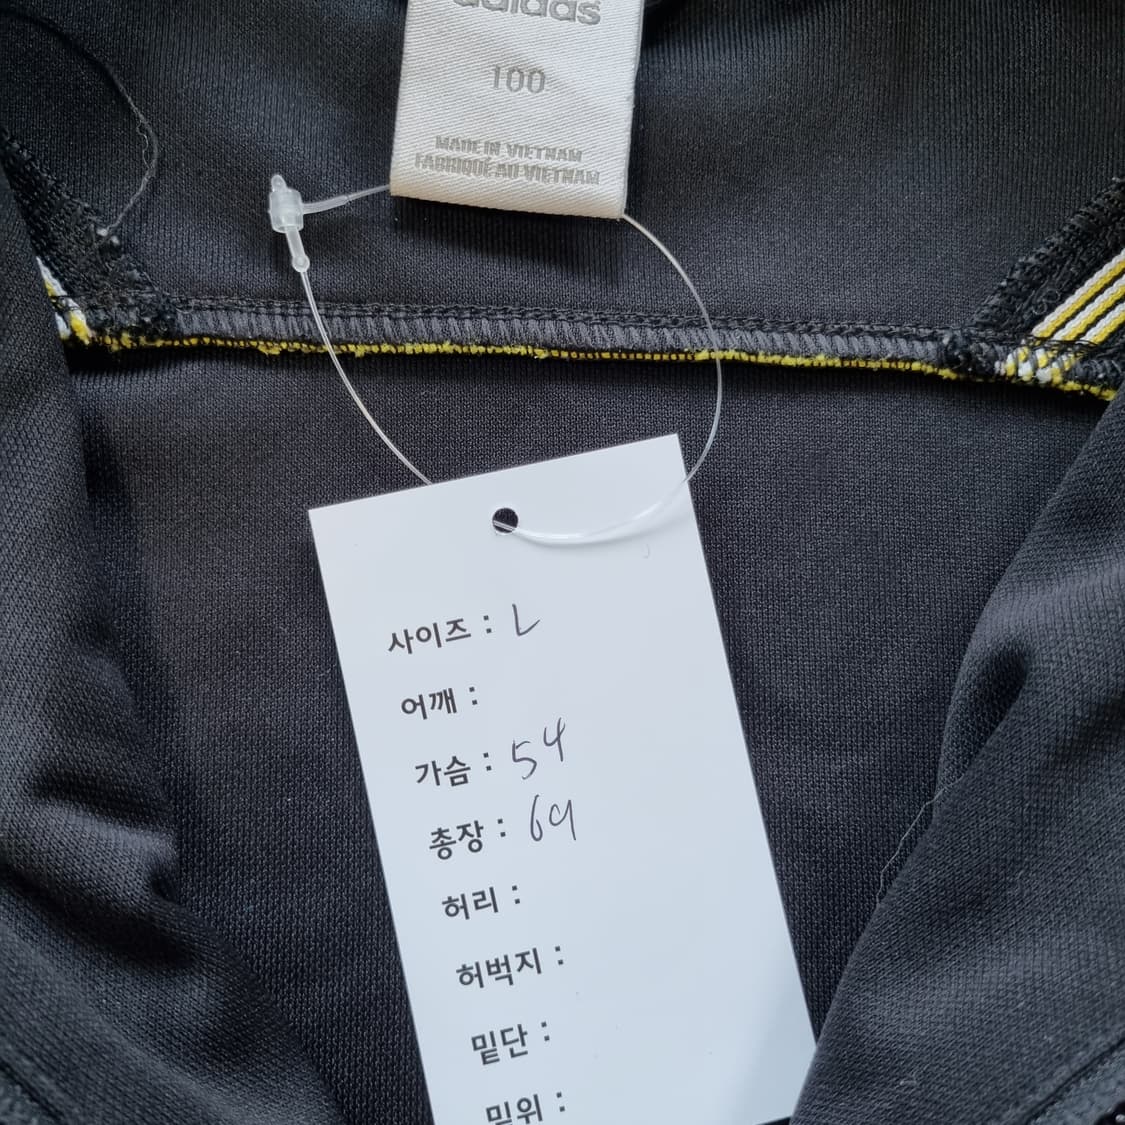 adidas
100
MADE IN VIETNAM
FABRIQUÉ AU VIETNAM
사이즈 : L
어깨 :
가슴 : 54
총장 : 69
허리 :
허벅지 :
밑단 :
밑위 :